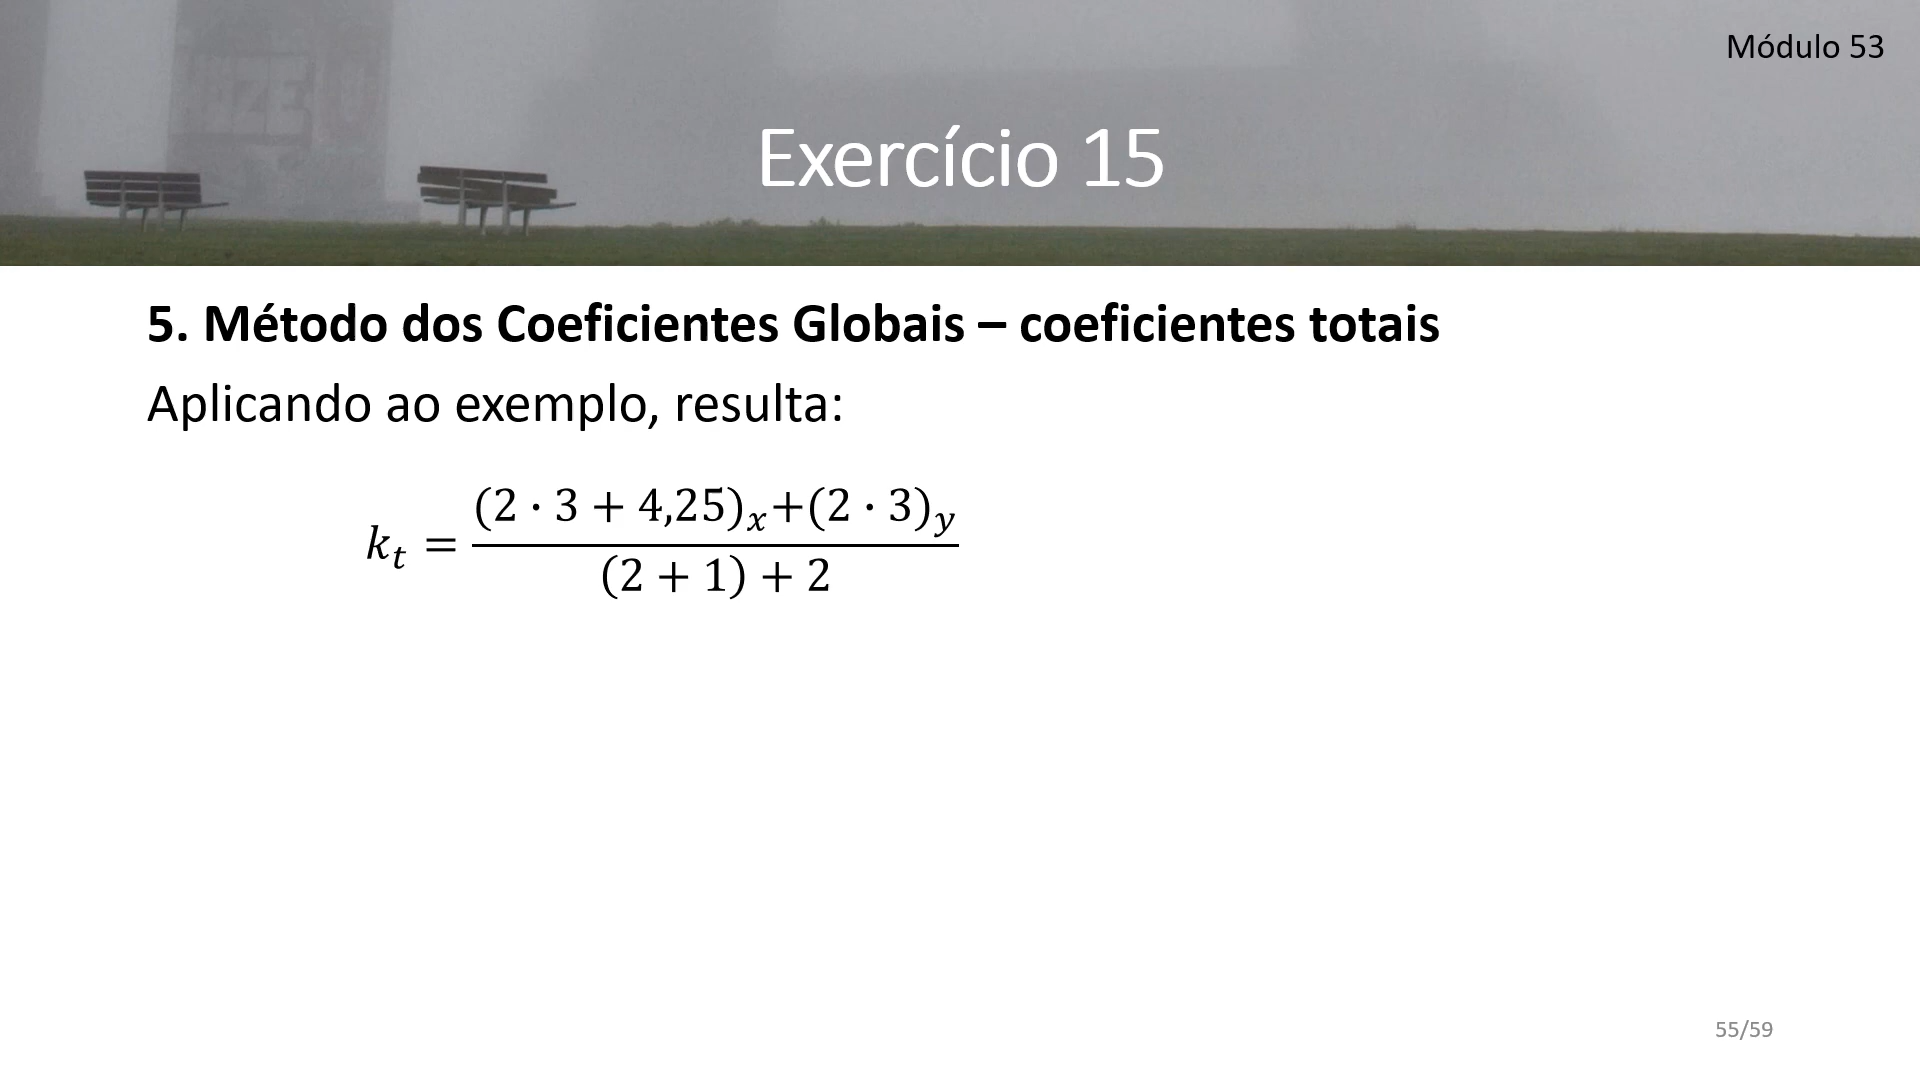 Módulo 53
Exercício 15
5. Método dos Coeficientes Globais – coeficientes totais
Aplicando ao exemplo, resulta:
k_t = \frac{(2 · 3 + 4,25)_x+(2 · 3)_y}{(2 + 1) + 2}
55/59